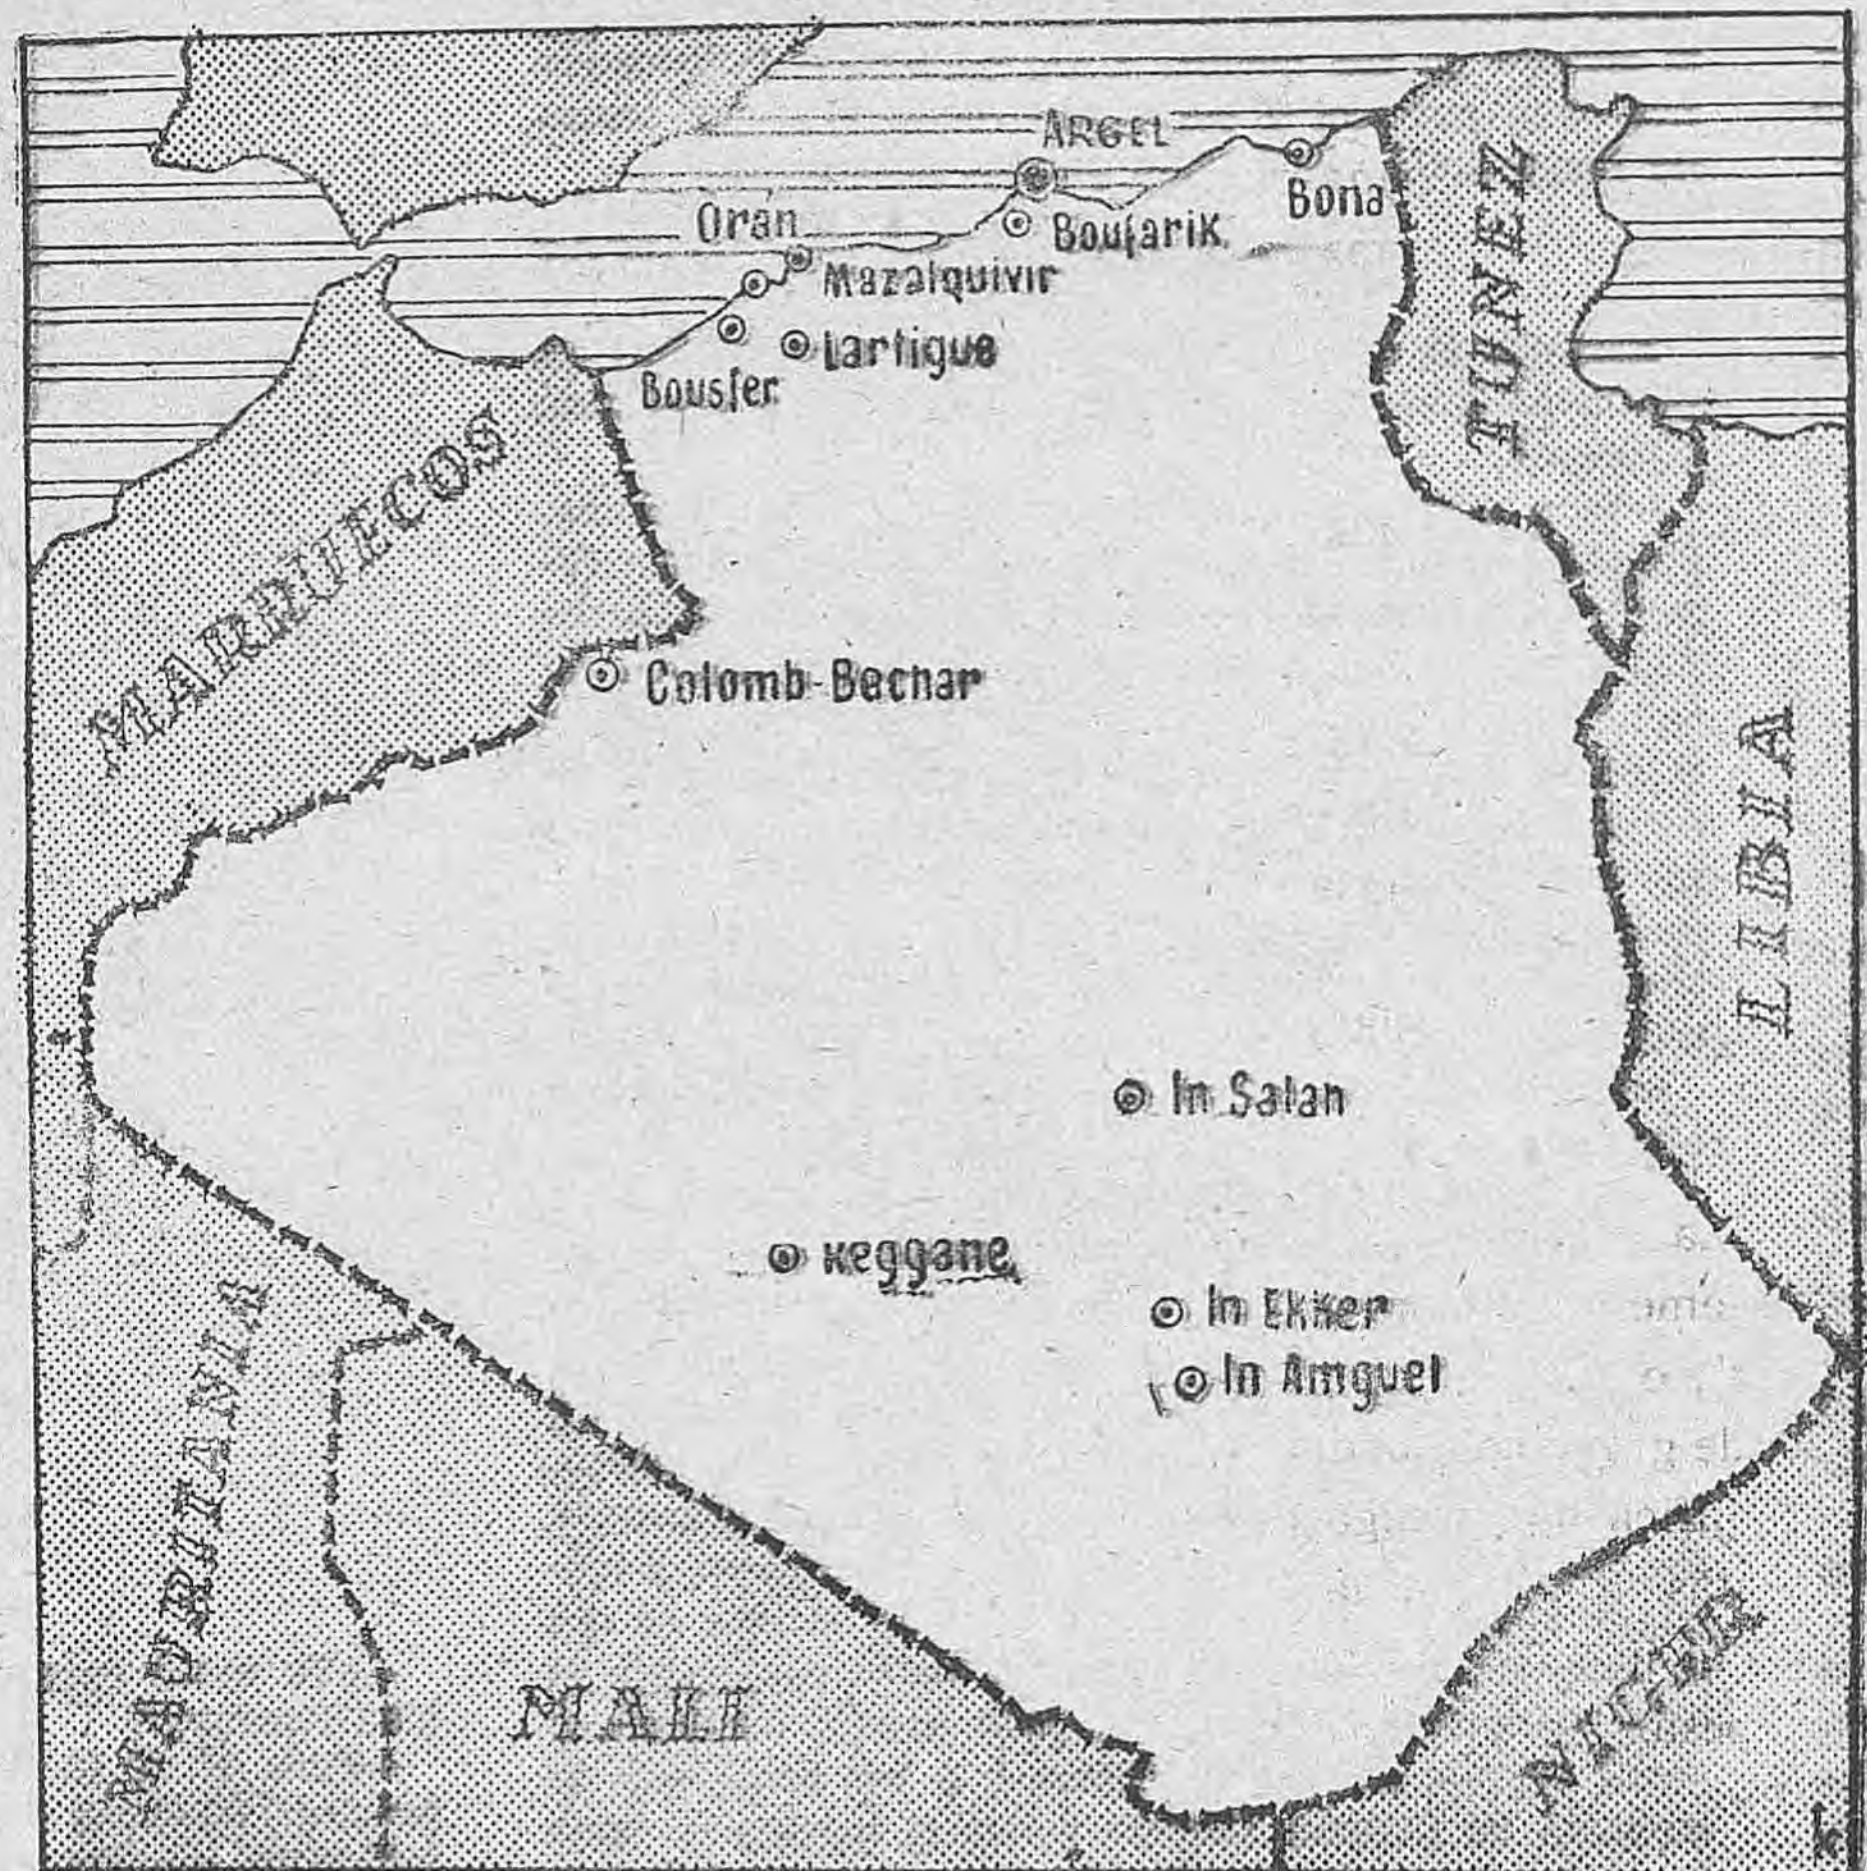 ARGEL
Bona
Orán
Boufarik
Mazalquivir
Lartigue
Bousfer
TUNEZ
MARRUECOS
Colomb-Bechar
LIBIA
In Salah
Reggane
In Ekker
In Amguel
MAURITANIA
MALI
NIGER